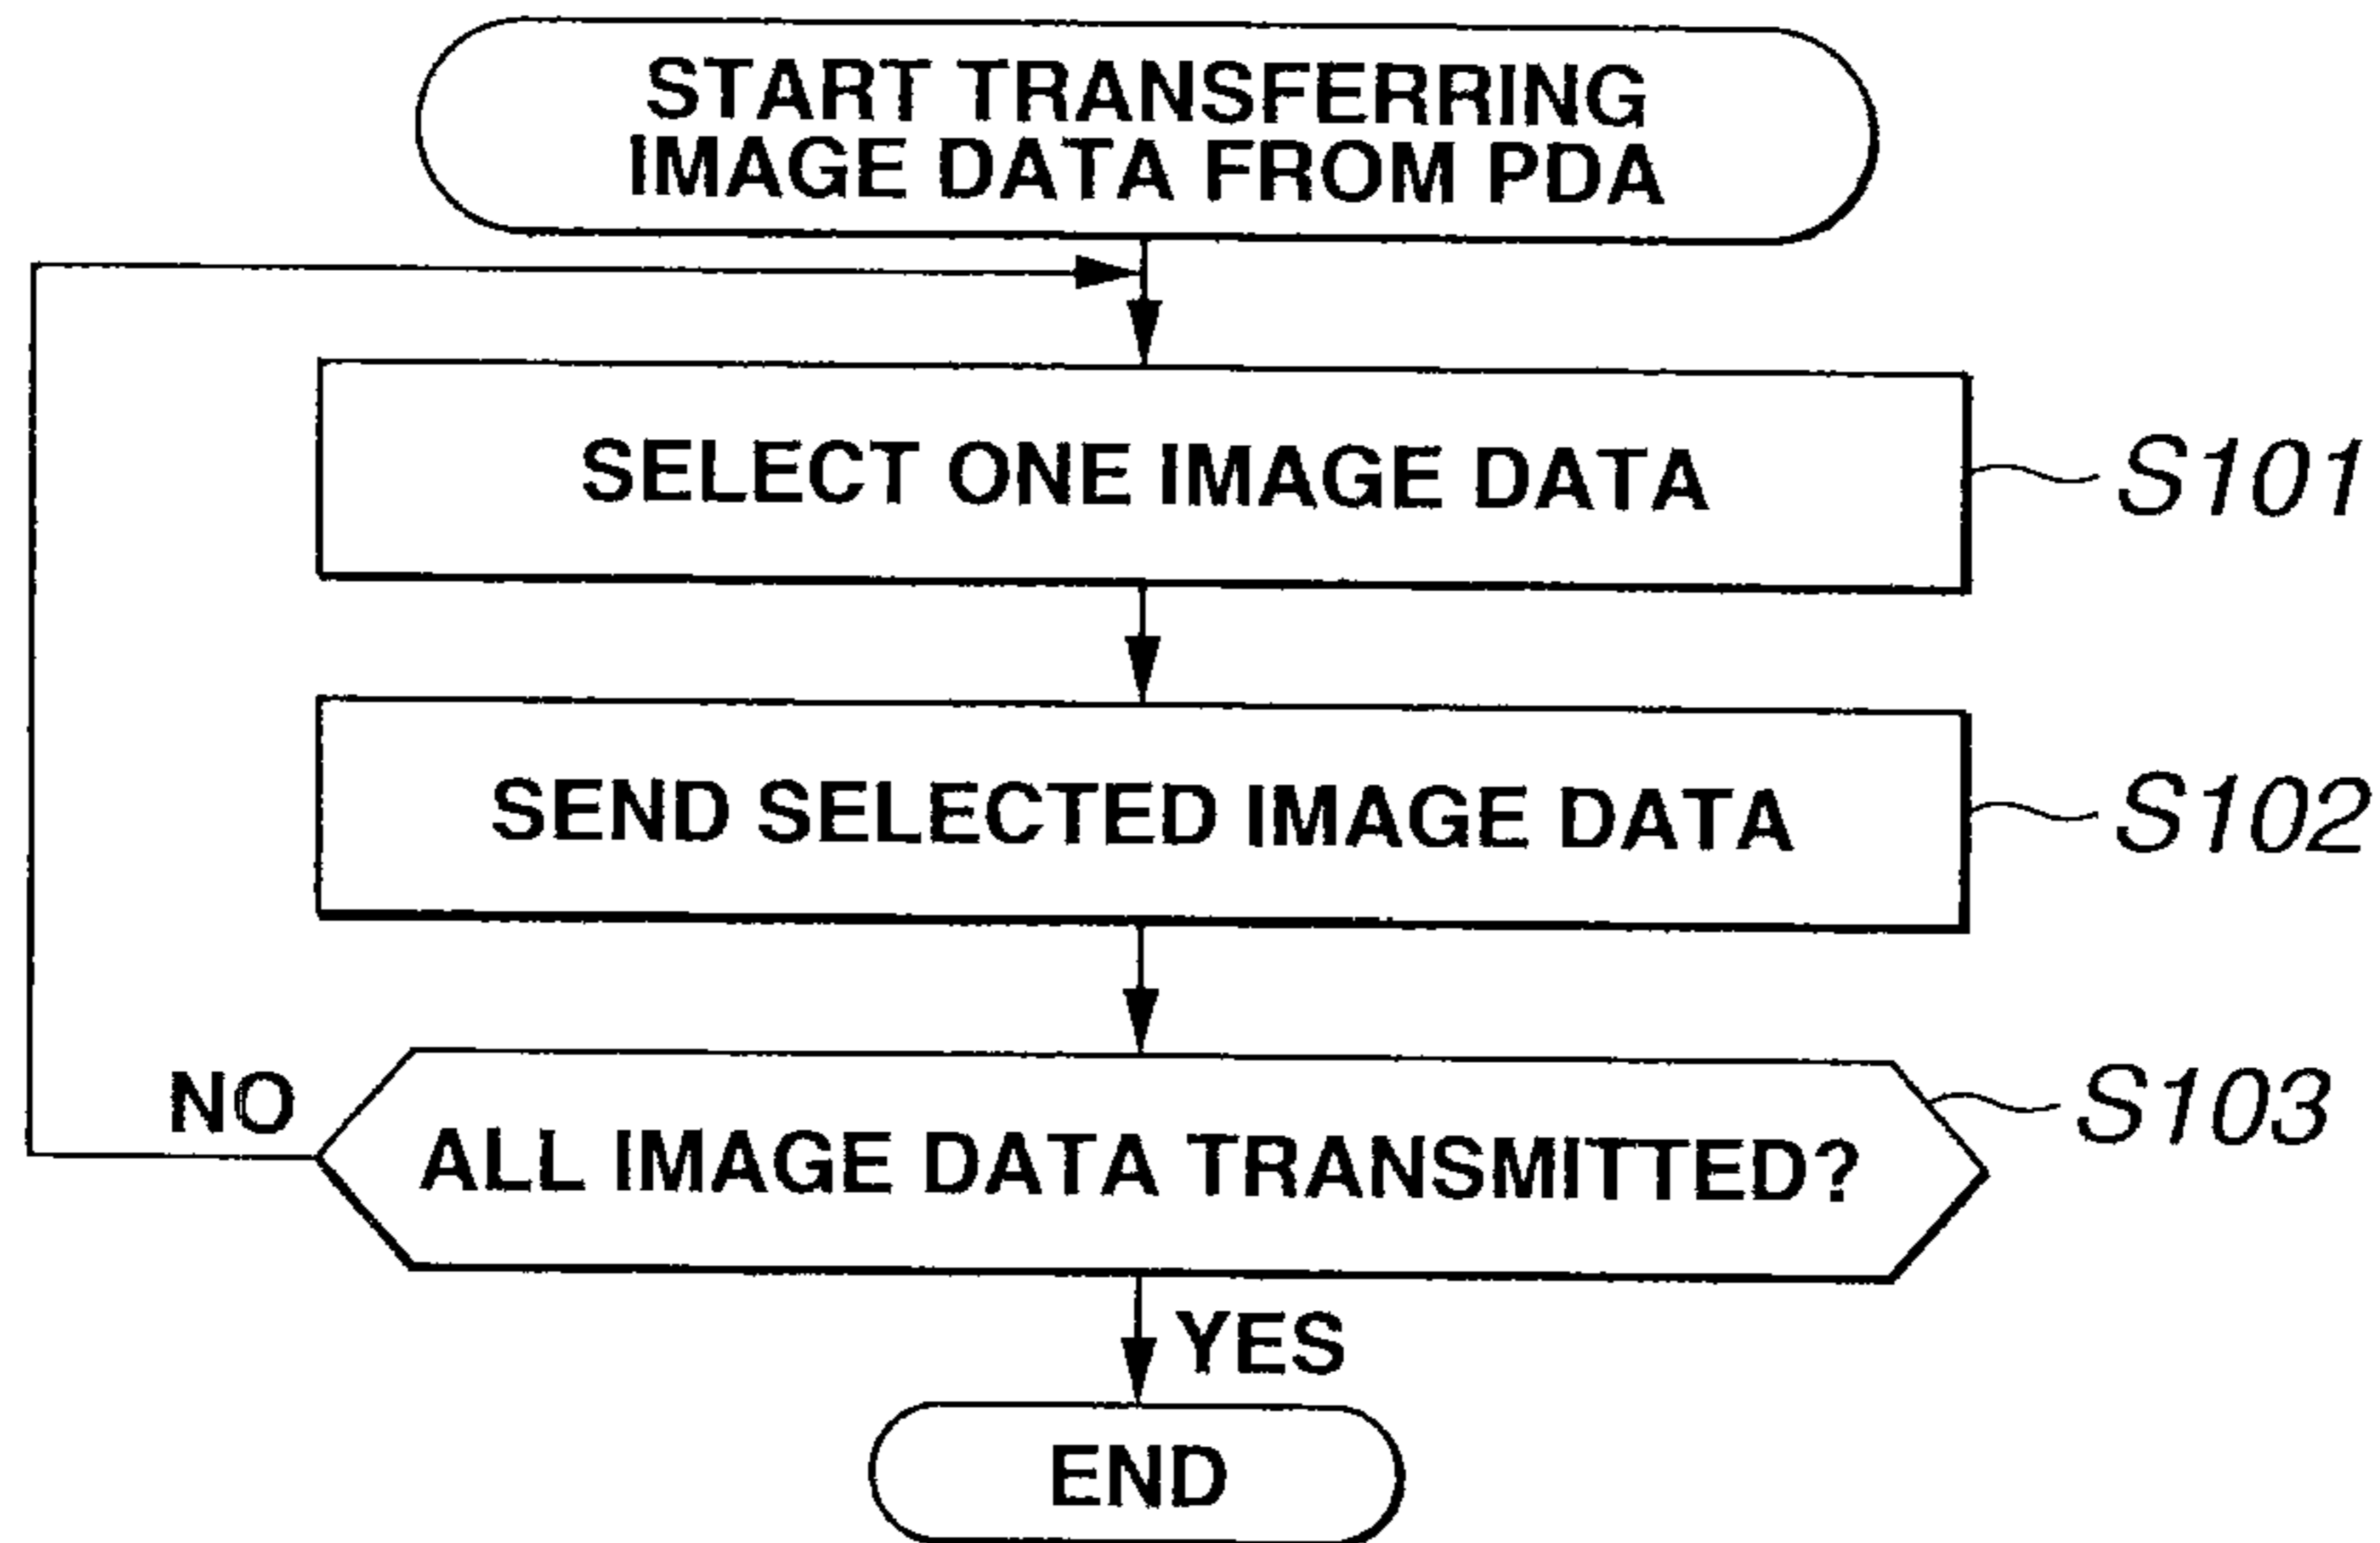 START TRANSFERRING
IMAGE DATA FROM PDA
SELECT ONE IMAGE DATA
S101
SEND SELECTED IMAGE DATA
S102
NO
ALL IMAGE DATA TRANSMITTED?
S103
YES
END